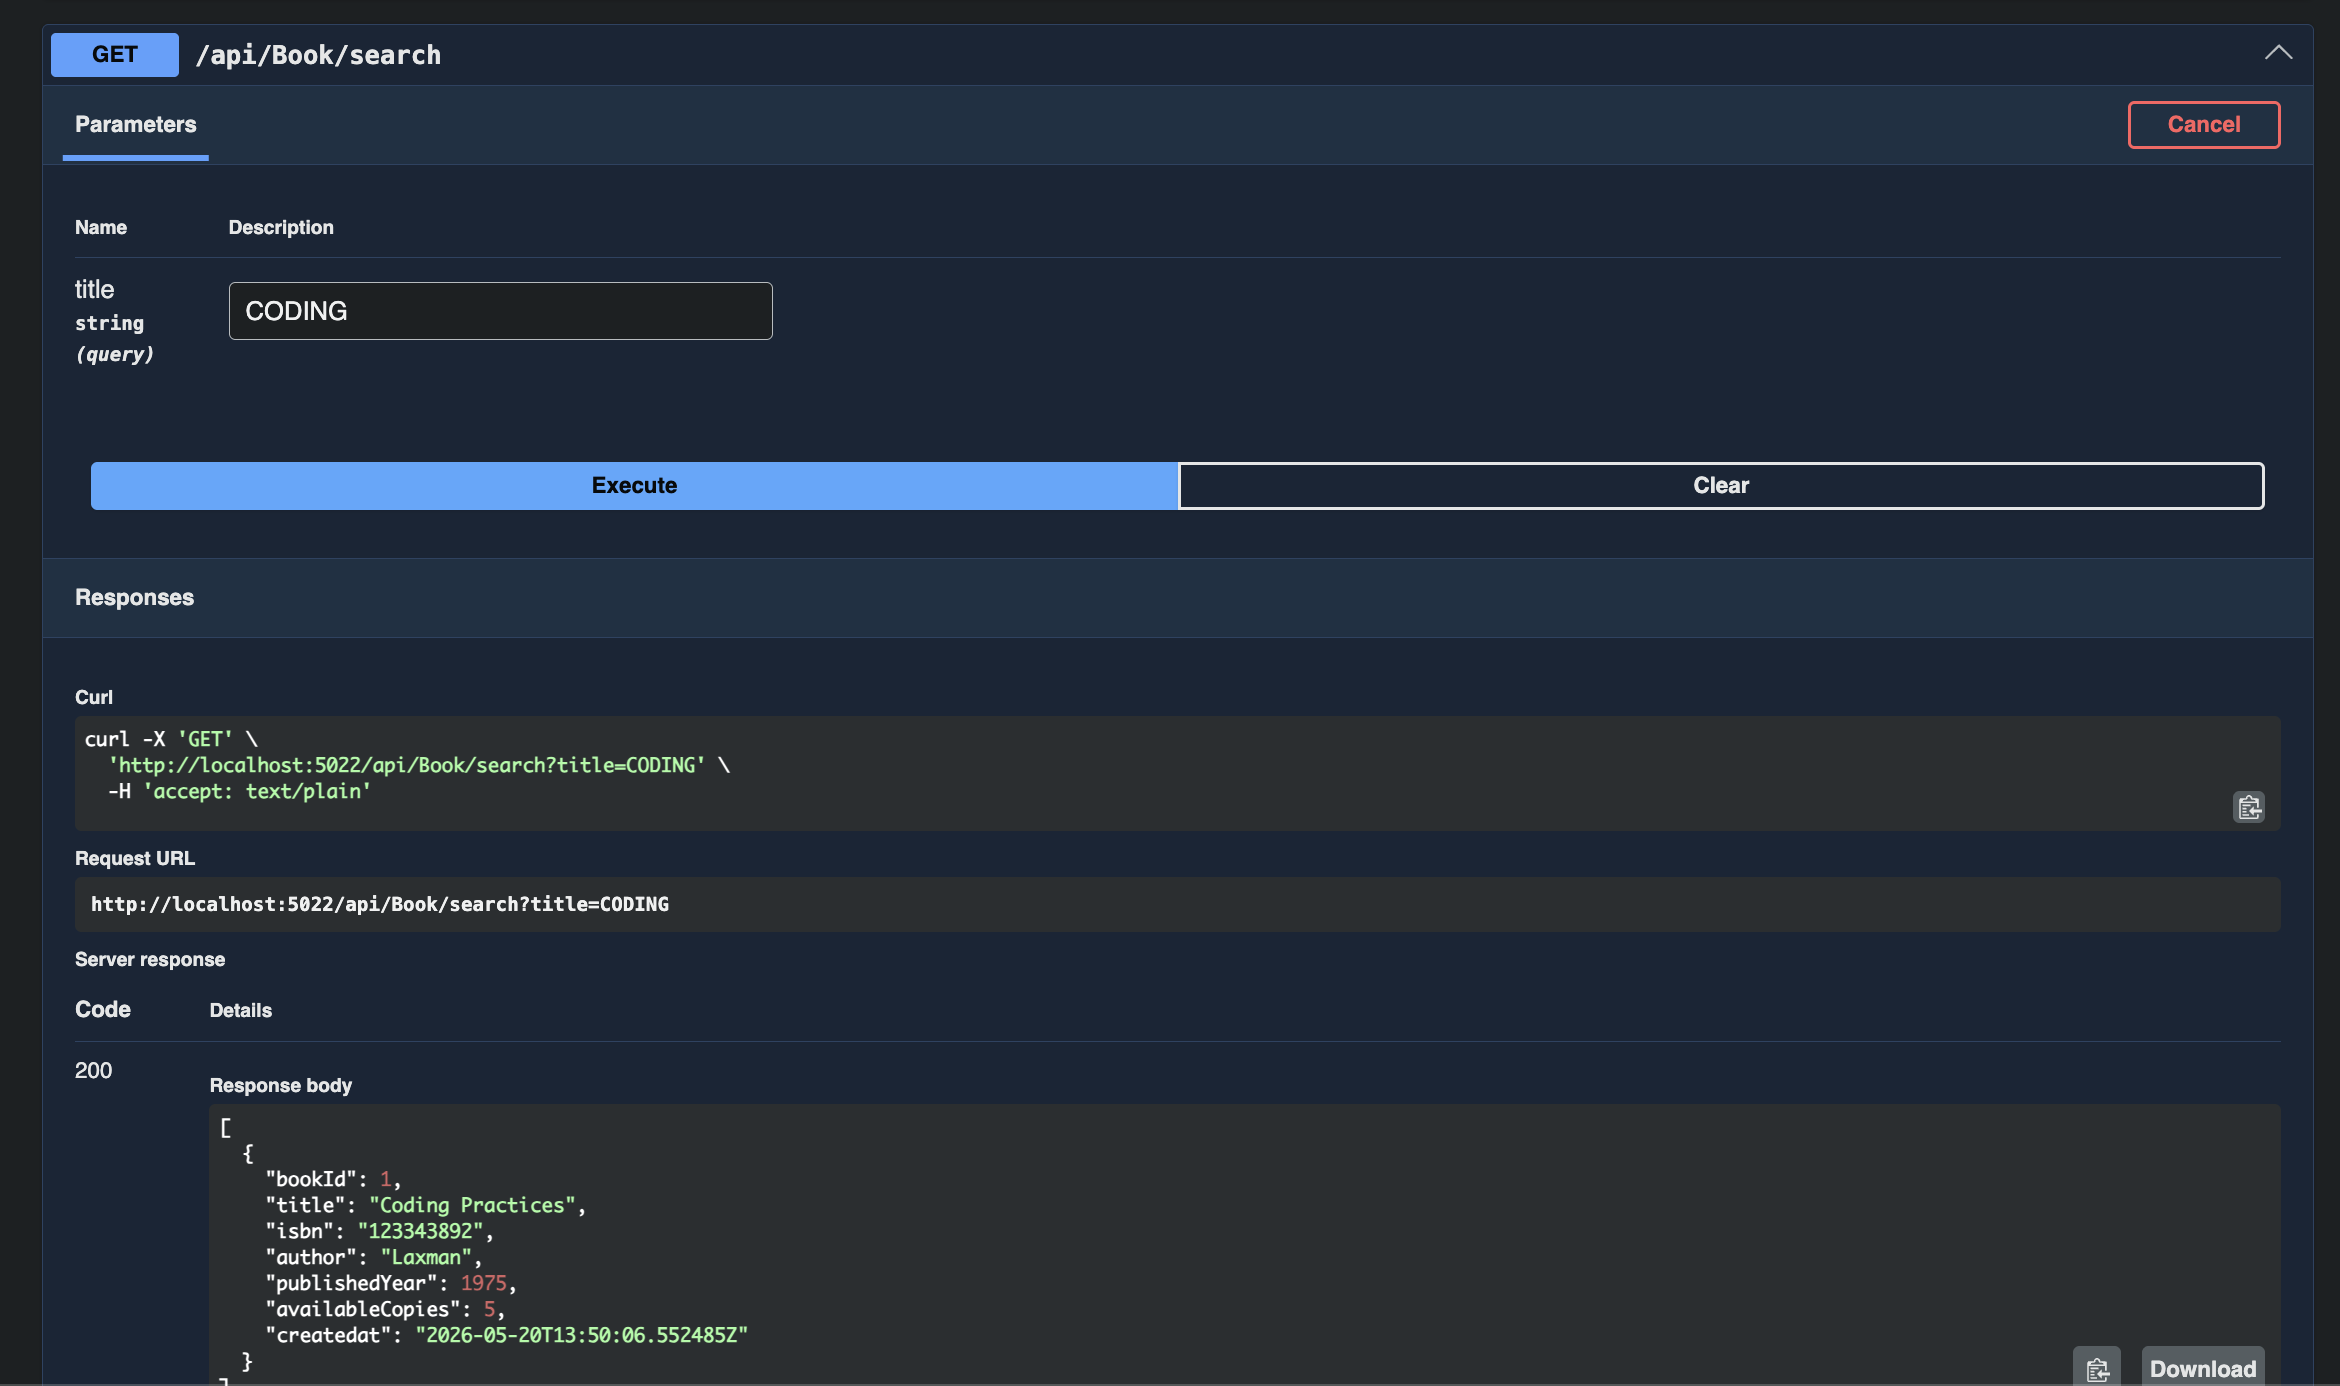 GET /api/Book/search
Parameters
Cancel
Name Description
title
string
(query)
CODING
Execute
Clear
Responses
Curl
curl -X 'GET' \
  'http://localhost:5022/api/Book/search?title=CODING' \
  -H 'accept: text/plain'
Request URL
http://localhost:5022/api/Book/search?title=CODING
Server response
Code Details
200
Response body
[
  {
    "bookId": 1,
    "title": "Coding Practices",
    "isbn": "123343892",
    "author": "Laxman",
    "publishedYear": 1975,
    "availableCopies": 5,
    "createdat": "2026-05-20T13:50:06.552485Z"
  }
]
Download